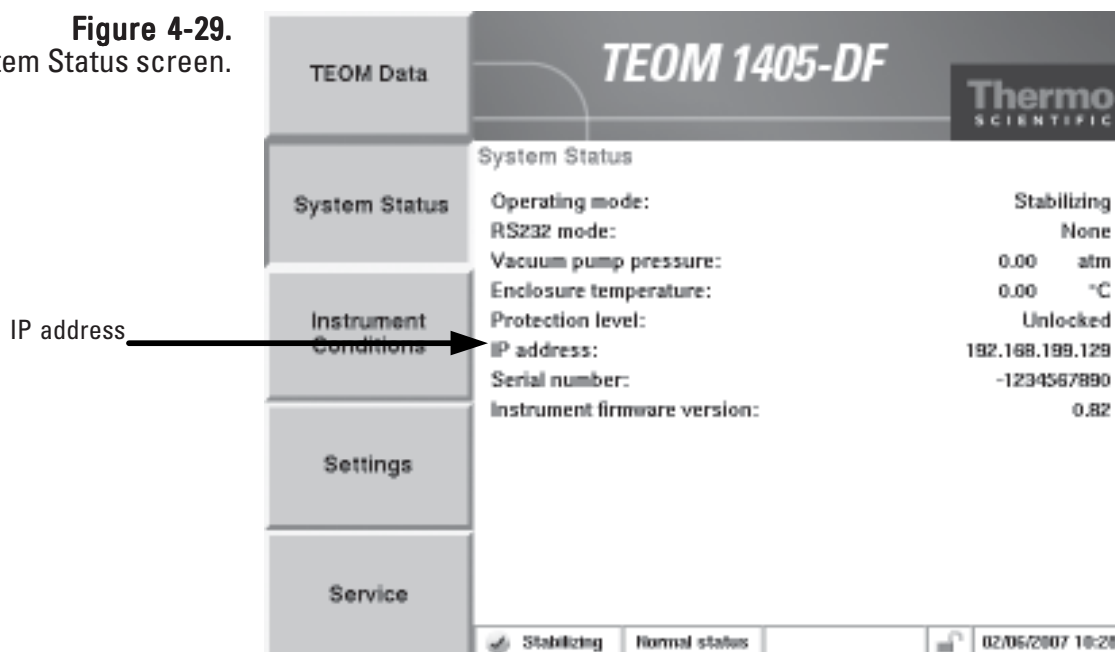 Figure 4-29.
tem Status screen.
IP address
TEOM Data
System Status
Instrument
Conditions
Settings
Service
TEOM 1405-DF
Thermo
SCIENTIFIC
System Status
Operating mode: Stabilizing
RS232 mode: None
Vacuum pump pressure: 0.00 atm
Enclosure temperature: 0.00 °C
Protection level: Unlocked
IP address: 192.168.199.129
Serial number: -1234567890
Instrument firmware version: 0.82
Stabilizing Normal status 02/06/2007 10:28